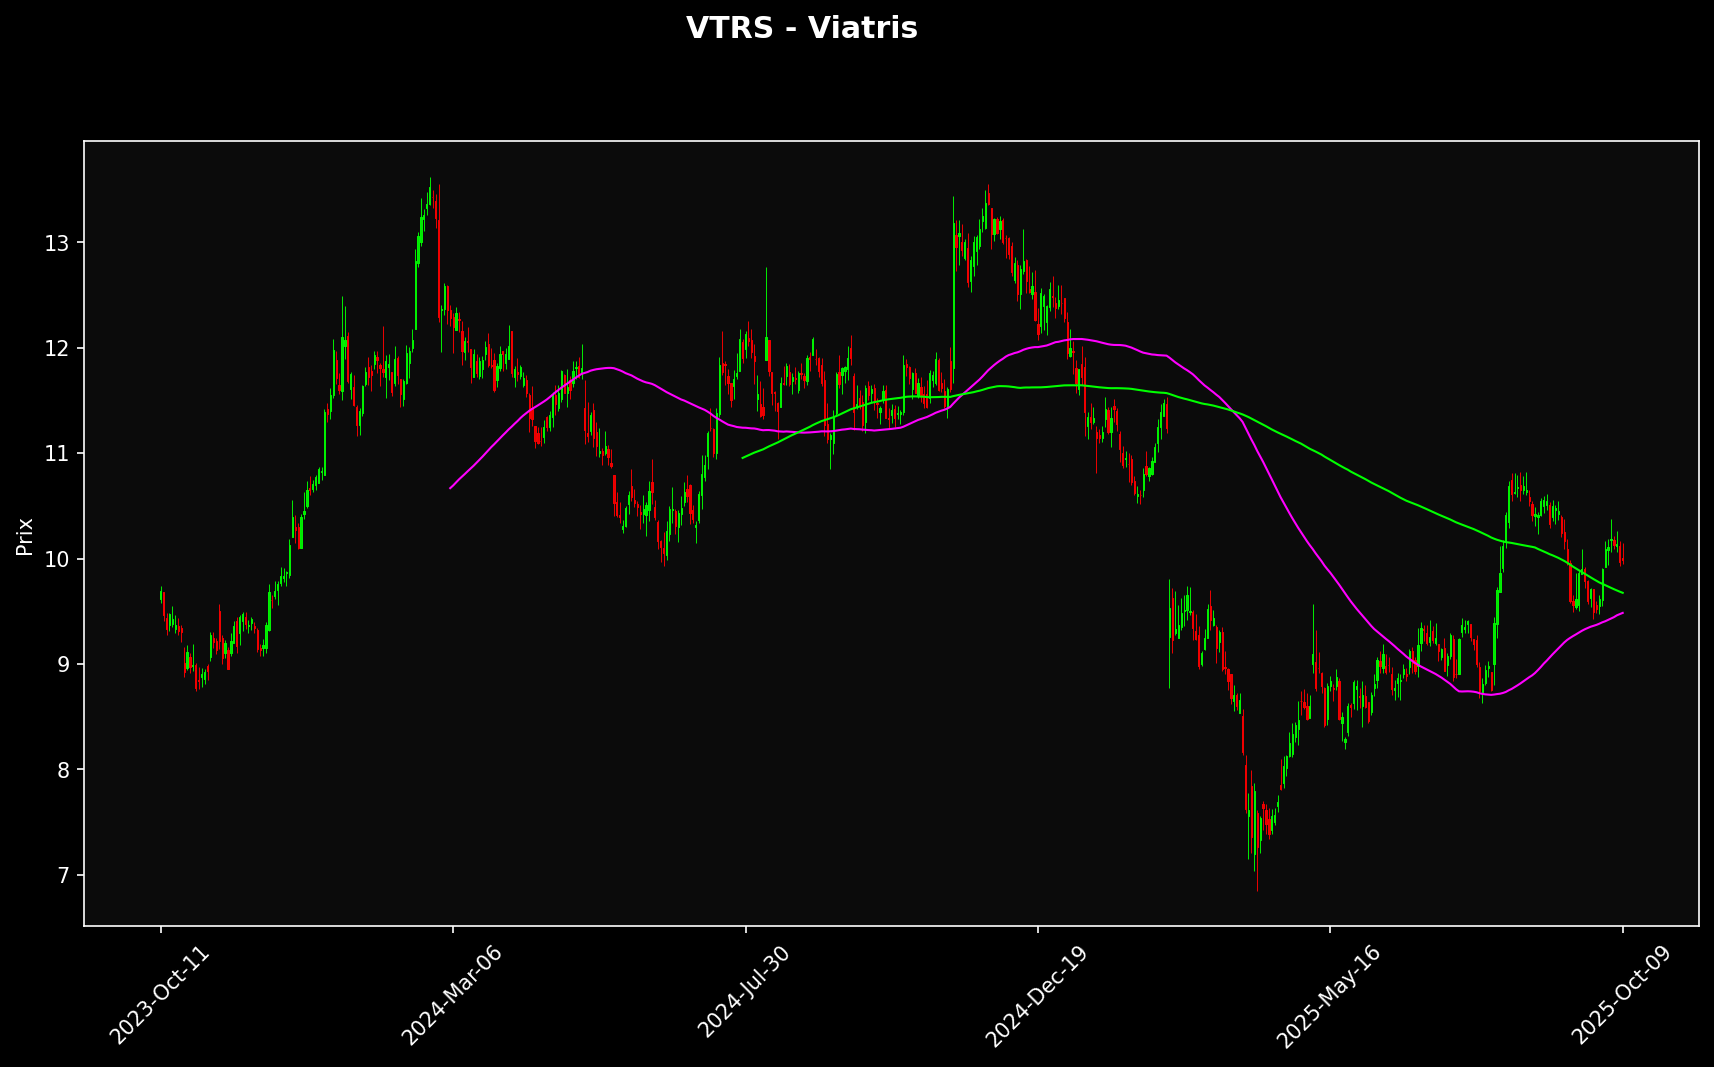 VTRS - Viatris
Prix
13
12
11
10
9
8
7
2023-Oct-11
2024-Mar-06
2024-Jul-30
2024-Dec-19
2025-May-16
2025-Oct-09